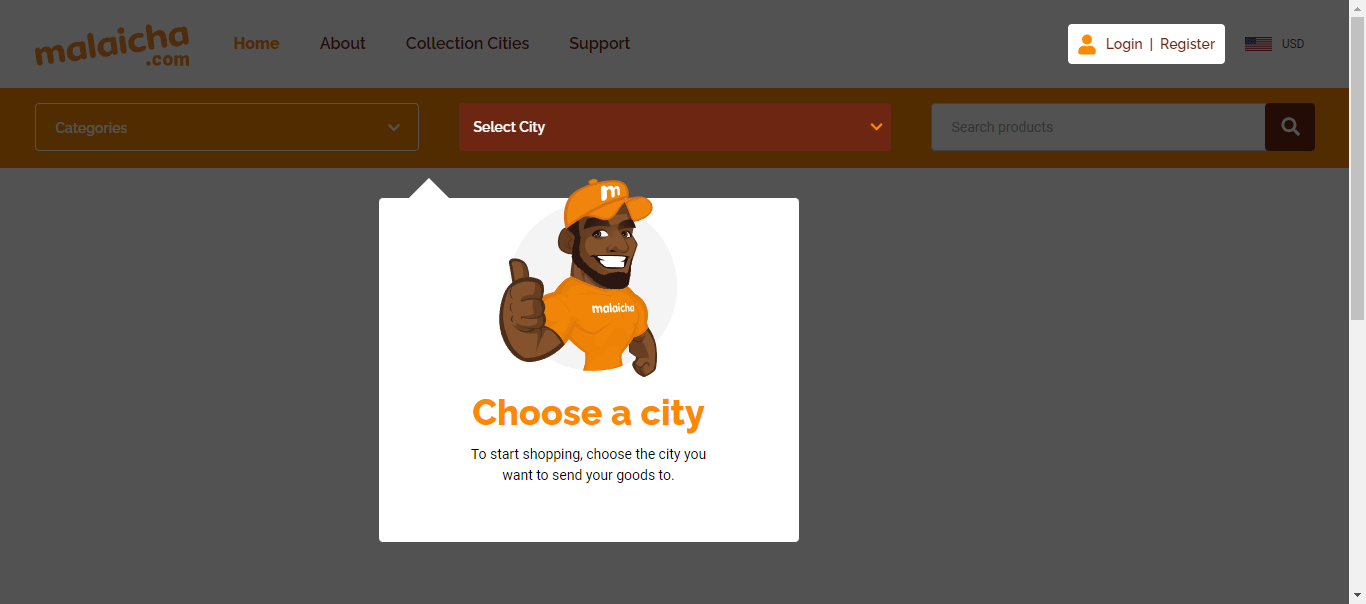 malaicha
.com
Home About Collection Cities Support
Login | Register
USD
Categories
Select City
Search products
m
malaicha
Choose a city
To start shopping, choose the city you
want to send your goods to.